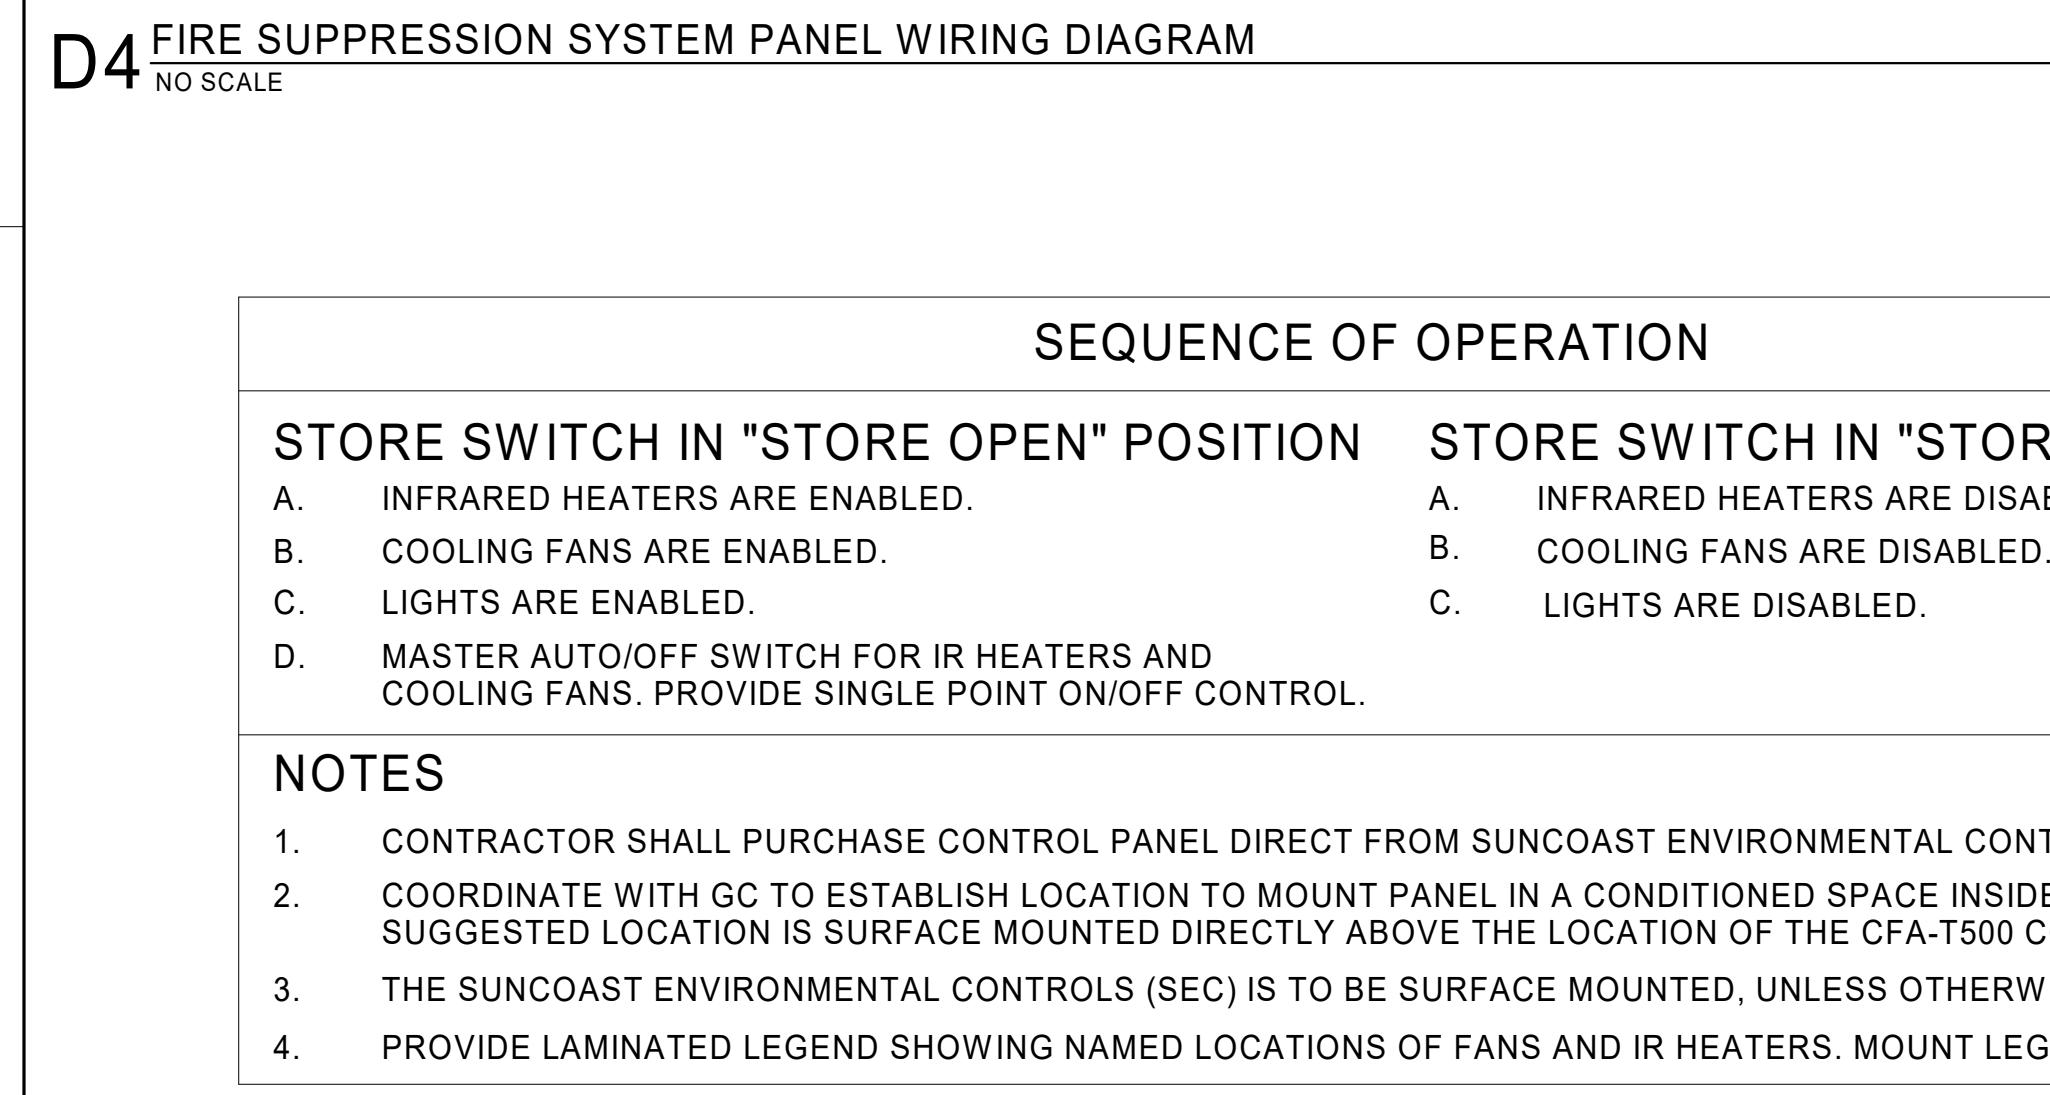 D4 FIRE SUPPRESSION SYSTEM PANEL WIRING DIAGRAM
NO SCALE
SEQUENCE OF OPERATION
STORE SWITCH IN "STORE OPEN" POSITION
A. INFRARED HEATERS ARE ENABLED.
B. COOLING FANS ARE ENABLED.
C. LIGHTS ARE ENABLED.
D. MASTER AUTO/OFF SWITCH FOR IR HEATERS AND
COOLING FANS. PROVIDE SINGLE POINT ON/OFF CONTROL.
STORE SWITCH IN "STOR
A. INFRARED HEATERS ARE
B. COOLING FANS ARE DISABLED.
C. LIGHTS ARE DISABLED.
NOTES
1. CONTRACTOR SHALL PURCHASE CONTROL PANEL DIRECT FROM SUNCOAST ENVIRONMENTAL
2. COORDINATE WITH GC TO ESTABLISH LOCATION TO MOUNT PANEL IN A CONDITIONED SPACE INSIDE
SUGGESTED LOCATION IS SURFACE MOUNTED DIRECTLY ABOVE THE LOCATION OF THE CFA-T500
3. THE SUNCOAST ENVIRONMENTAL CONTROLS (SEC) IS TO BE SURFACE MOUNTED, UNLESS OTHERW
4. PROVIDE LAMINATED LEGEND SHOWING NAMED LOCATIONS OF FANS AND IR HEATERS. MOUNT LEG